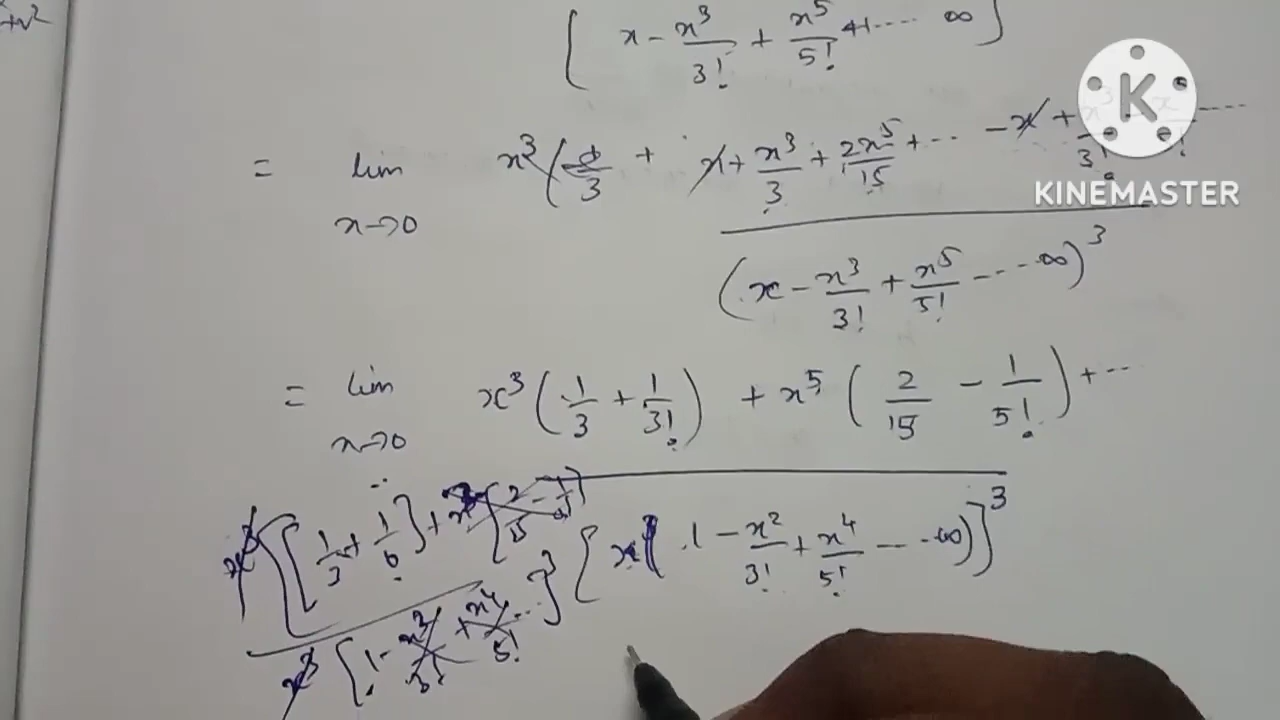 +x²
[ x - x³/3! + x⁵/5! + ---- ∞ ]
= lim x→0 x + x³/3 + 2x⁵/15 + -- - x + x³/3! ----
(x - x³/3! + x⁵/5! ---- ∞)³
K
KINEMASTER
= lim x→0 x³ (1/3 + 1/3!) + x⁵ (2/15 - 1/5!) + ---
[x( 1 - x²/3! + x⁴/5! --- ∞)]³
x³ [[1/3 + 1/6] + x² [2/15 - 1/5!]
x³ [1 - x²/3! + x⁴/5! ...]³